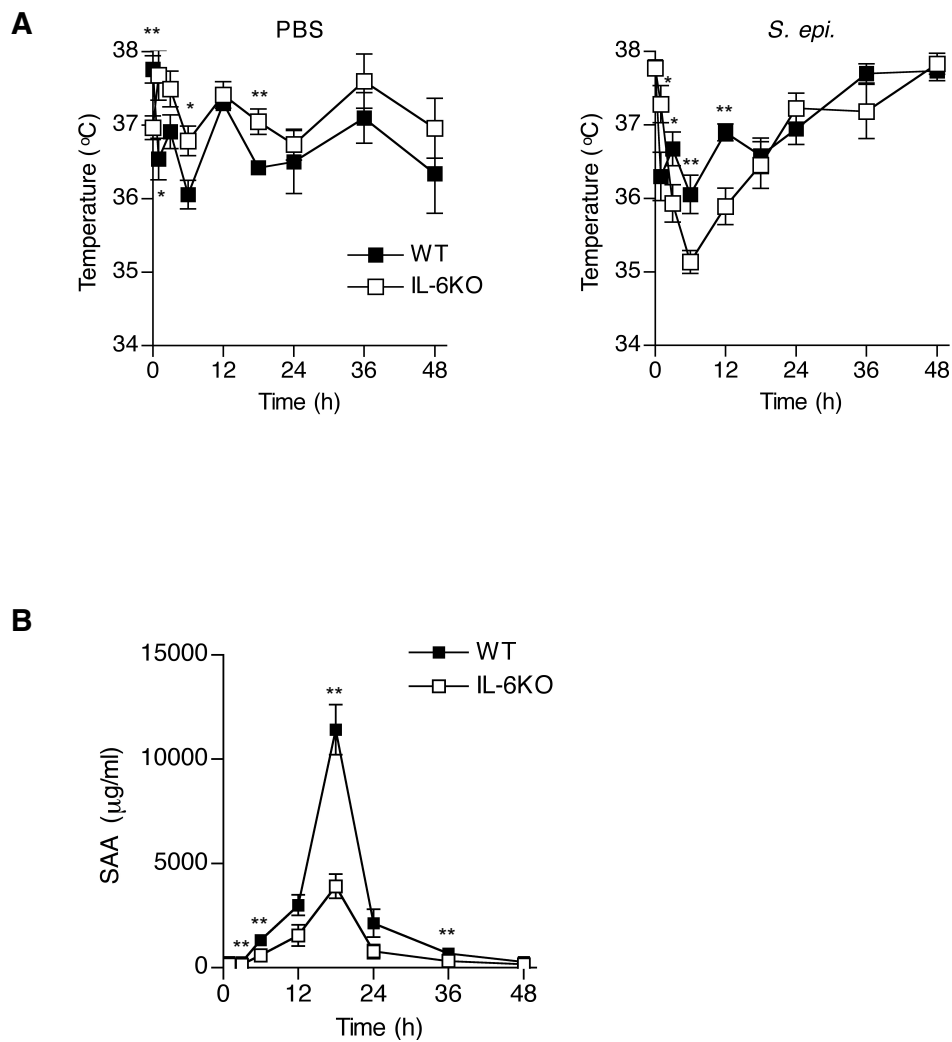 A
PBS
S. epi.
**
*
*
**
38
37
36
35
34
Temperature (ºC)
WT
IL-6KO
0 12 24 36 48
Time (h)
*
*
**
**
38
37
36
35
34
Temperature (ºC)
0 12 24 36 48
Time (h)
B
15000
10000
5000
0
SAA (µg/ml)
WT
IL-6KO
**
**
**
**
0 12 24 36 48
Time (h)